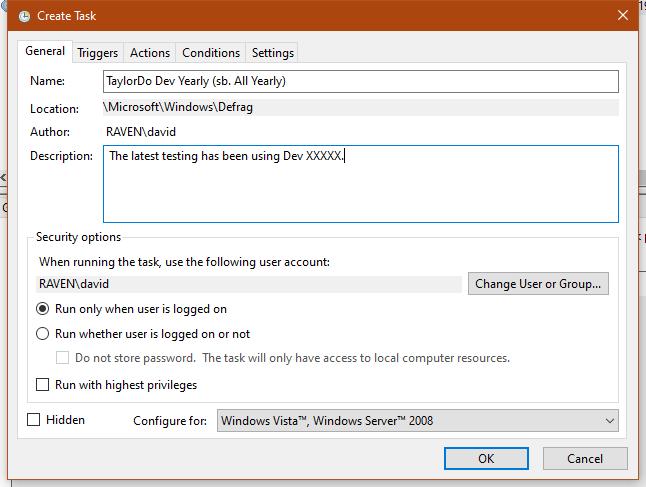 Create Task
General Triggers Actions Conditions Settings
Name: TaylorDo Dev Yearly (sb. All Yearly)
Location: \Microsoft\Windows\Defrag
Author: RAVEN\david
Description: The latest testing has been using Dev XXXXX.
Security options
When running the task, use the following user account:
RAVEN\david Change User or Group...
Run only when user is logged on
Run whether user is logged on or not
Do not store password. The task will only have access to local computer resources.
Run with highest privileges
Hidden Configure for: Windows Vista™, Windows Server™ 2008
OK Cancel